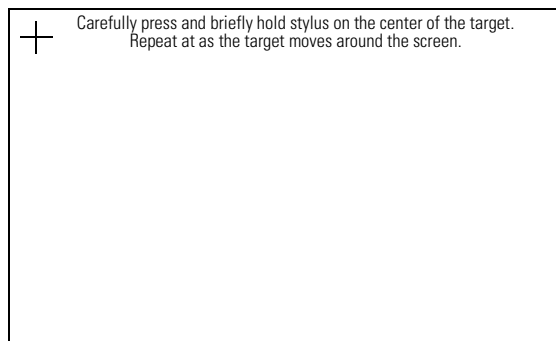 Carefully press and briefly hold stylus on the center of the target.
Repeat at as the target moves around the screen.